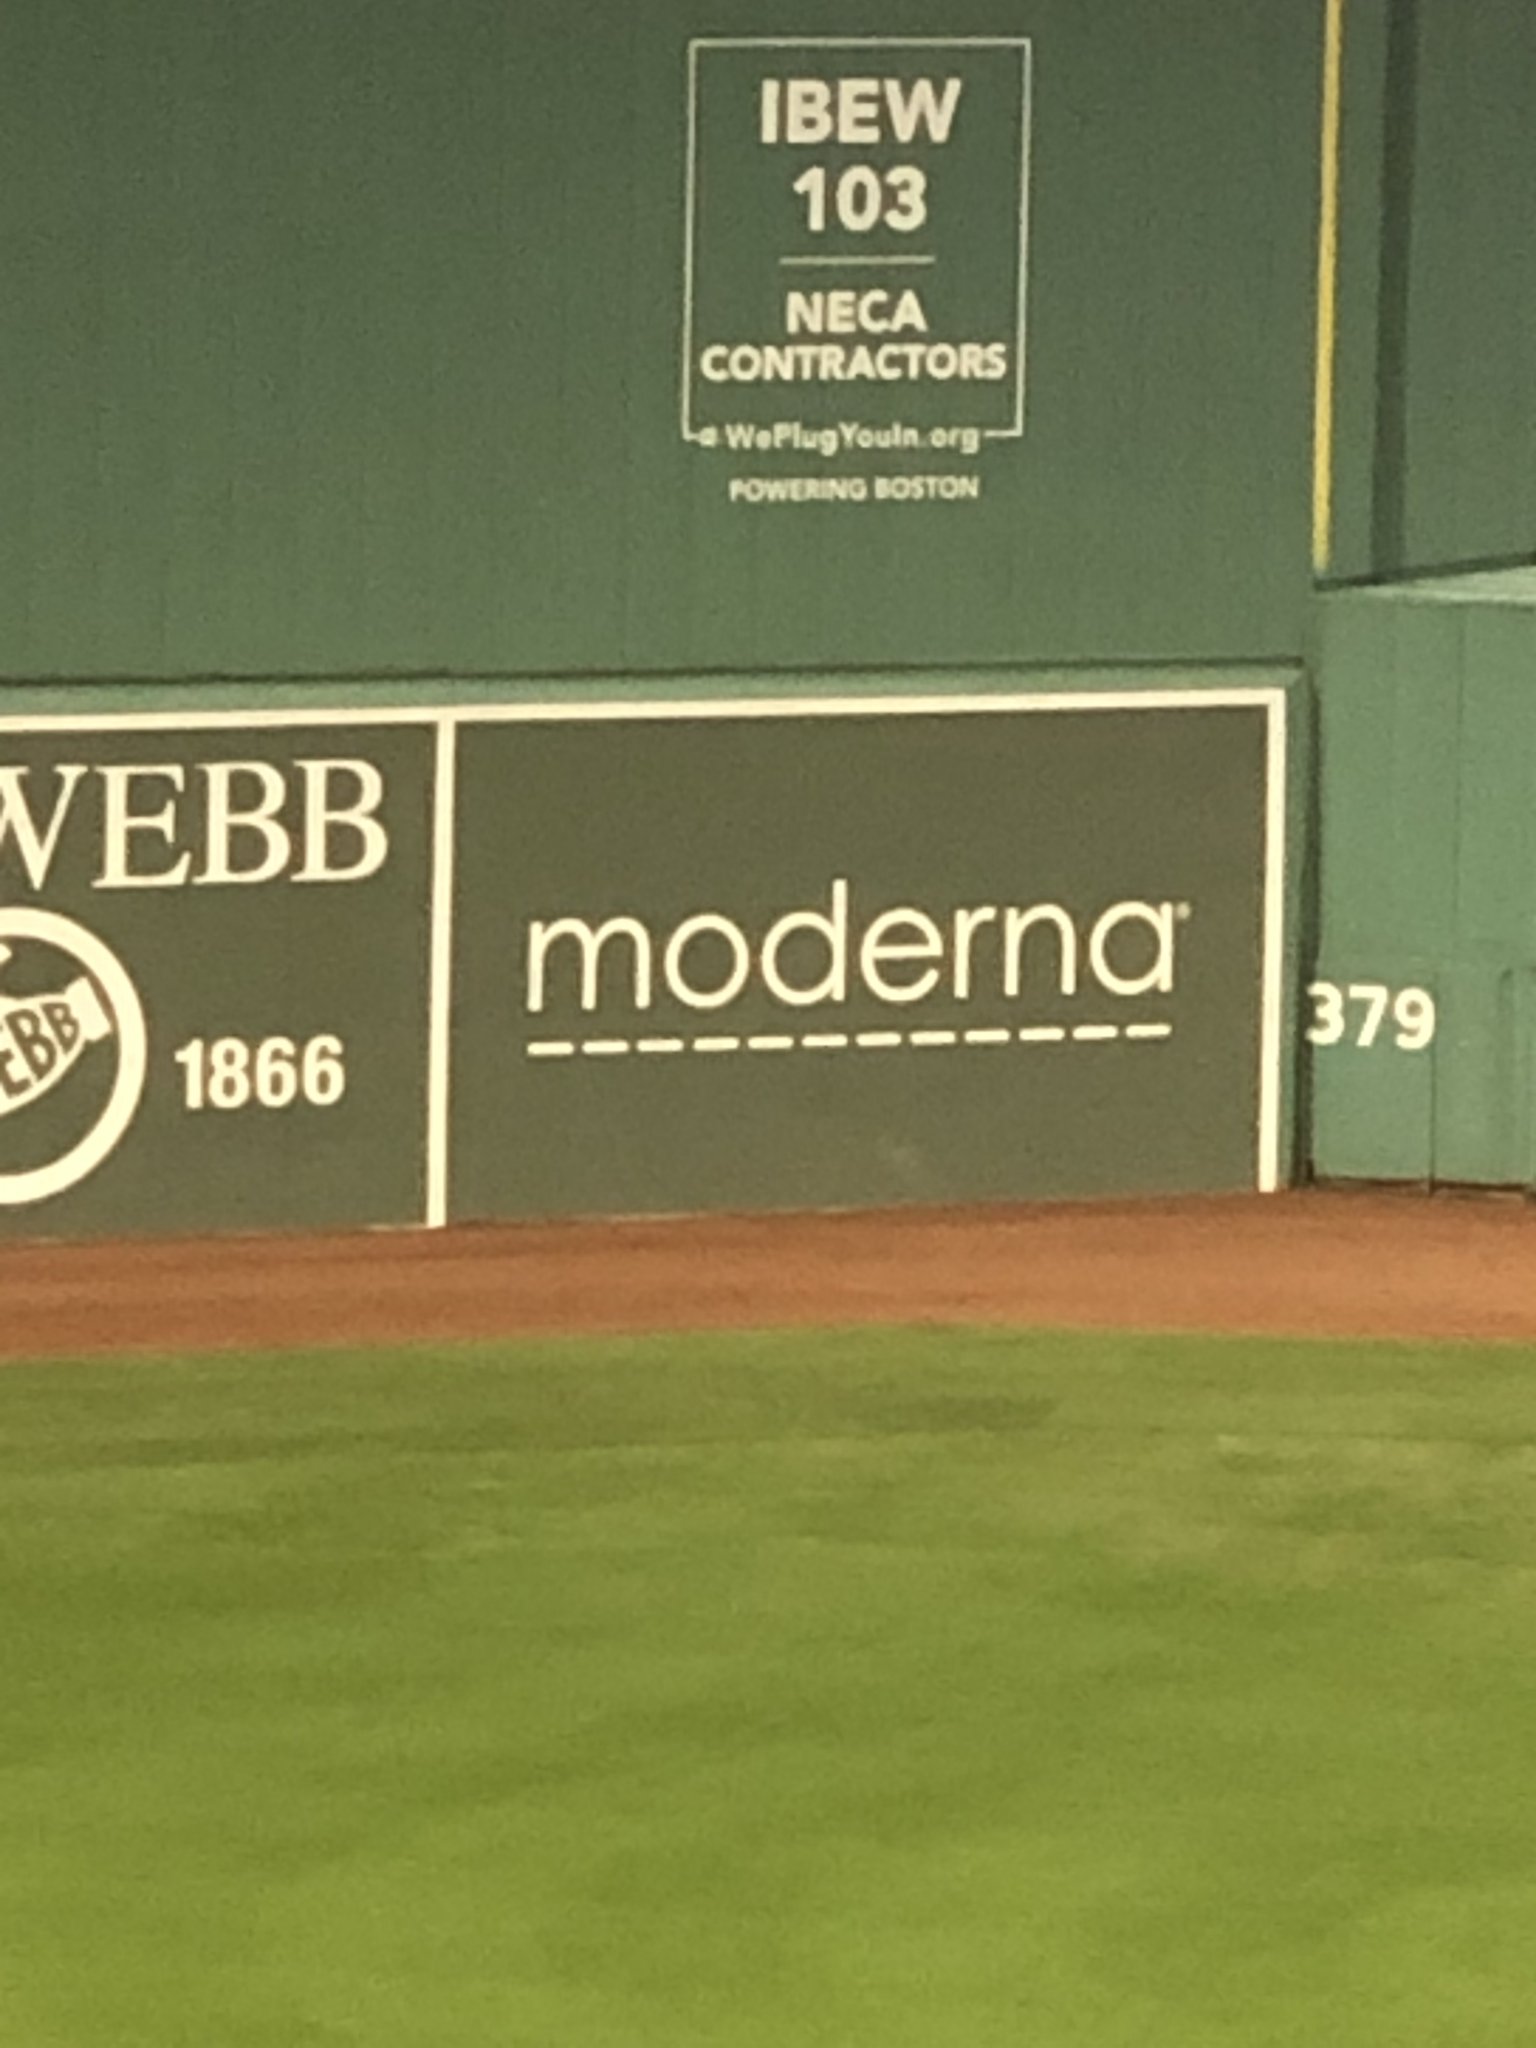 IBEW
103
NECA
CONTRACTORS
WePlugYouIn.org
POWERING BOSTON
WEBB
EBB
1866
moderna
379